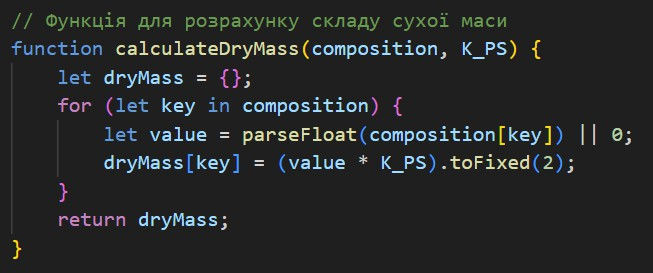 // Функція для розрахунку складу сухої маси
function calculateDryMass(composition, K_PS) {
    let dryMass = {};
    for (let key in composition) {
        let value = parseFloat(composition[key]) || 0;
        dryMass[key] = (value * K_PS).toFixed(2);
    }
    return dryMass;
}